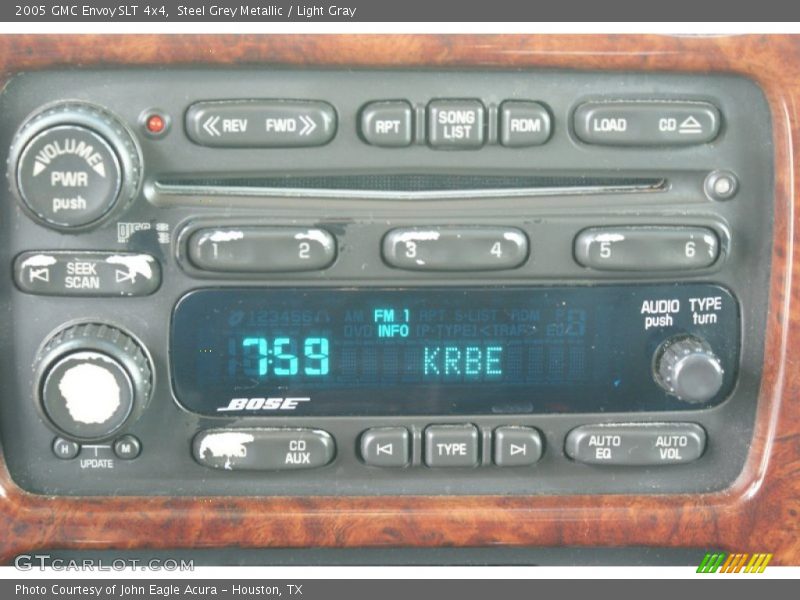 2005 GMC Envoy SLT 4x4,  Steel Grey Metallic / Light Gray
VOLUME
PWR
push
REV FWD
RPT
SONG
LIST
RDM
LOAD CD
1 2
3 4
5 6
SEEK
SCAN
FM 1
INFO
7:59 KRBE
AUDIO TYPE
push turn
BOSE
H M
UPDATE
CD
AUX
TYPE
AUTO
EQ
AUTO
VOL
GTCARLOT.COM
Photo Courtesy of John Eagle Acura - Houston, TX